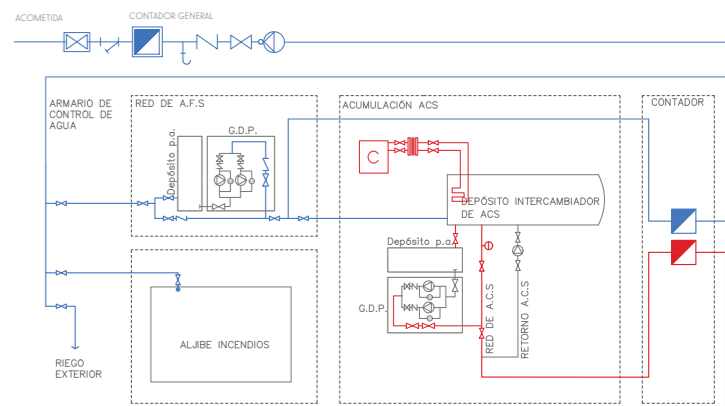 ACOMETIDA
CONTADOR GENERAL
ARMARIO DE
CONTROL DE
AGUA
RED DE A.F.S
Depósito p.a.
G.D.P.
ACUMULACIÓN ACS
C
DEPÓSITO INTERCAMBIADOR
DE ACS
CONTADOR
Depósito p.a.
G.D.P.
RED DE A.C.S
RETORNO A.C.S
ALJIBE INCENDIOS
RIEGO
EXTERIOR